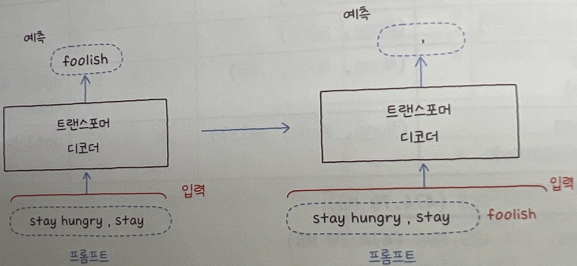 예측
foolish
트랜스포머
디코더
입력
stay hungry , stay
프롬프트
예측
,
트랜스포머
디코더
입력
stay hungry , stay foolish
프롬프트